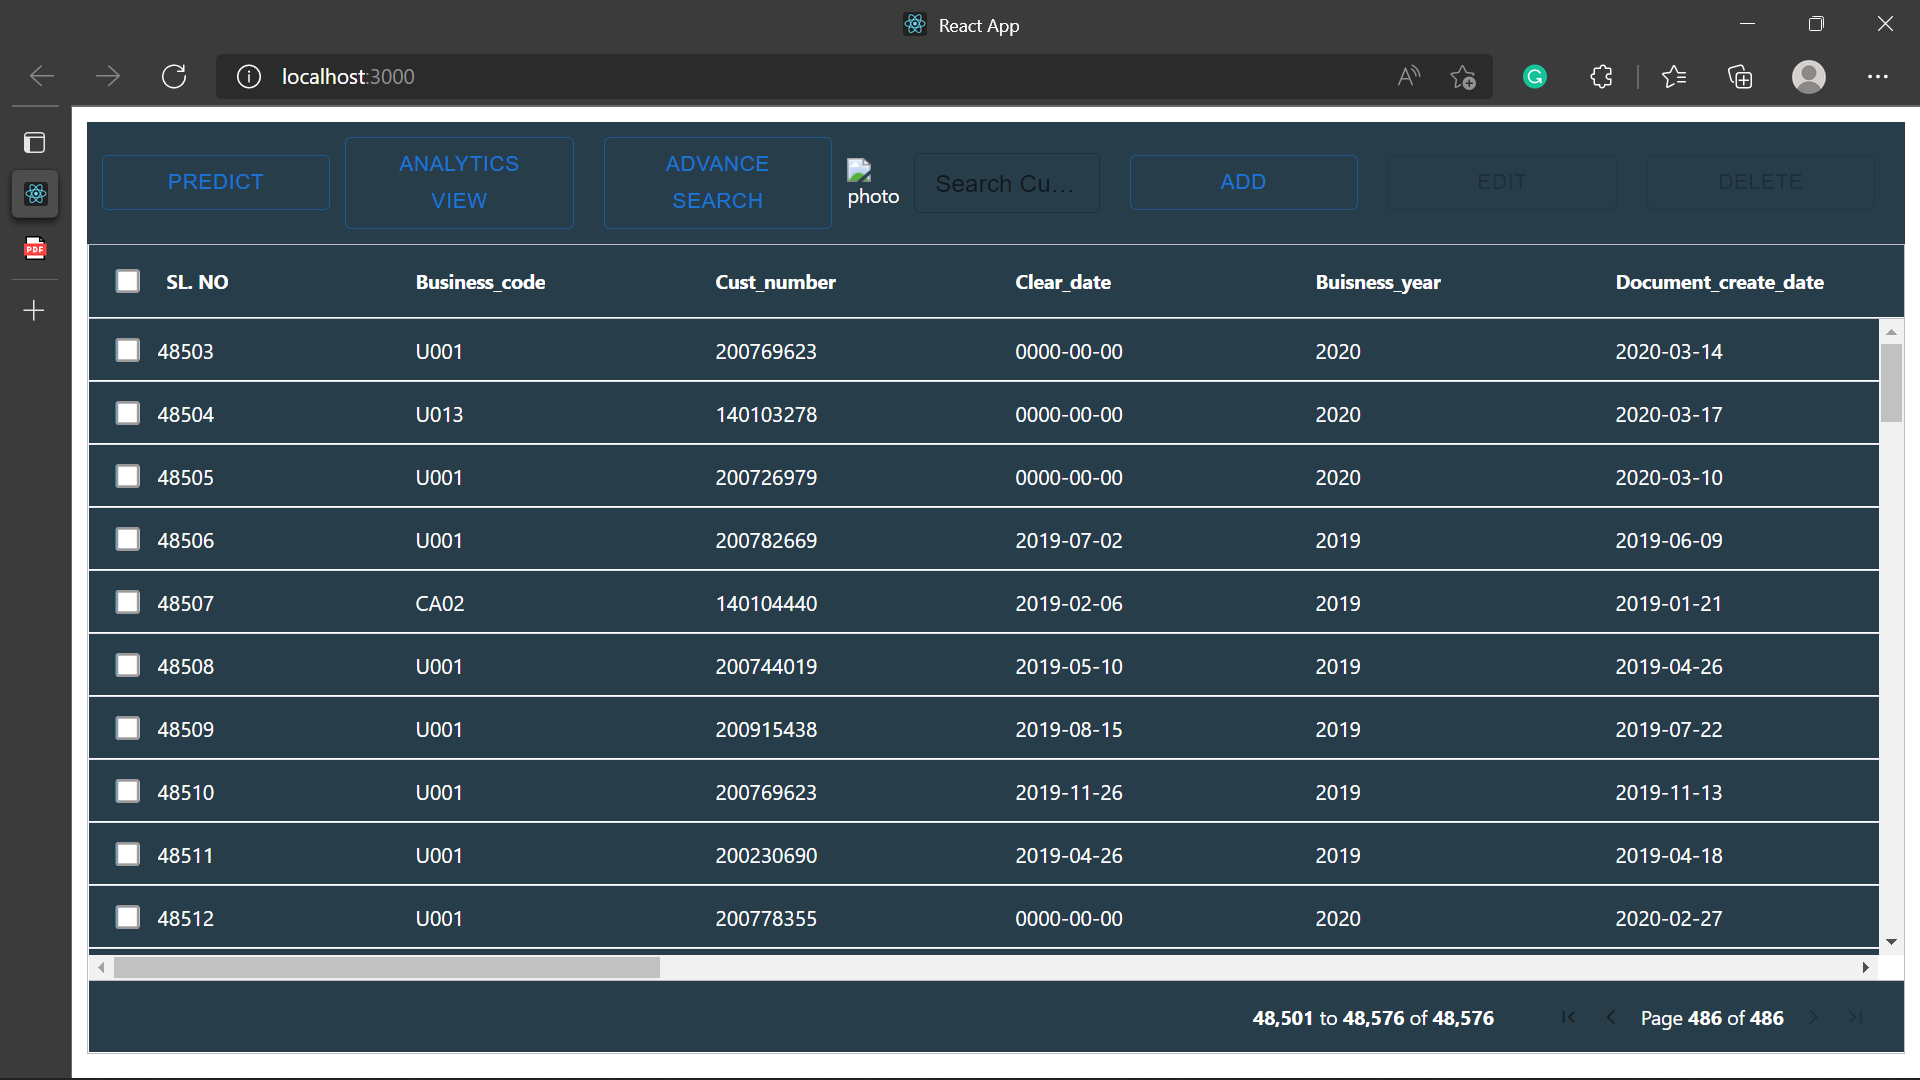 React App
localhost:3000
PDF
PREDICT
ANALYTICS
VIEW
ADVANCE
SEARCH
photo
Search Cu...
ADD
EDIT
DELETE
SL. NO Business_code Cust_number Clear_date Buisness_year Document_create_date
48503 U001 200769623 0000-00-00 2020 2020-03-14
48504 U013 140103278 0000-00-00 2020 2020-03-17
48505 U001 200726979 0000-00-00 2020 2020-03-10
48506 U001 200782669 2019-07-02 2019 2019-06-09
48507 CA02 140104440 2019-02-06 2019 2019-01-21
48508 U001 200744019 2019-05-10 2019 2019-04-26
48509 U001 200915438 2019-08-15 2019 2019-07-22
48510 U001 200769623 2019-11-26 2019 2019-11-13
48511 U001 200230690 2019-04-26 2019 2019-04-18
48512 U001 200778355 0000-00-00 2020 2020-02-27
48,501 to 48,576 of 48,576 Page 486 of 486